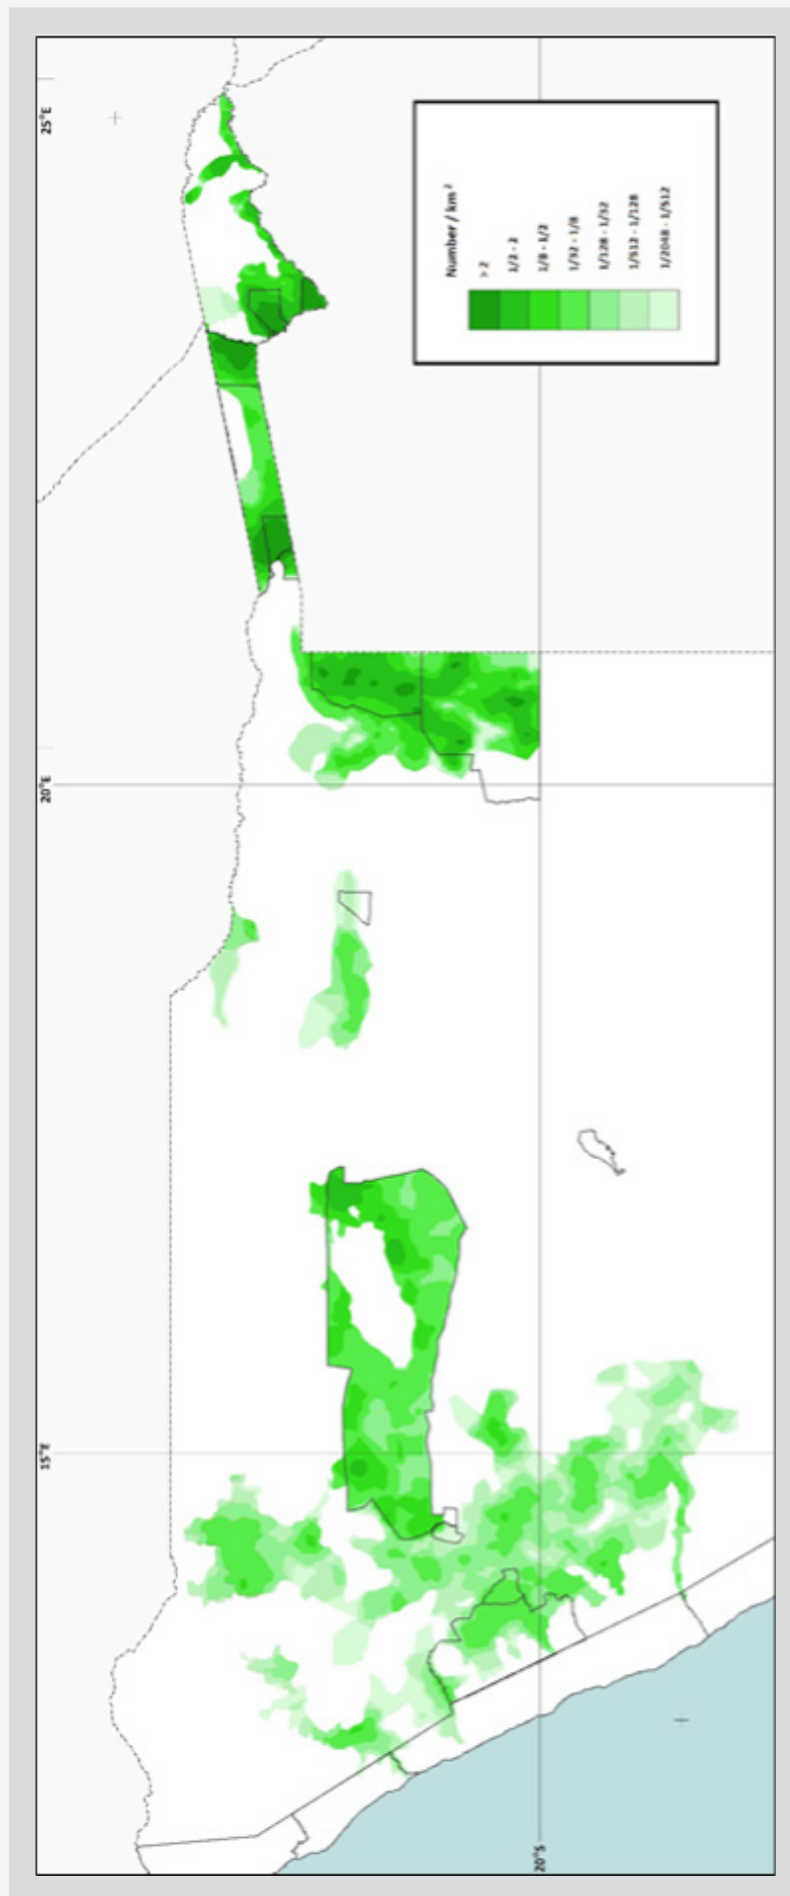 25°E
20°E
15°E
20°S
Number / km²
> 2
1/2 - 2
1/8 - 1/2
1/32 - 1/8
1/128 - 1/32
1/512 - 1/128
1/2048 - 1/512